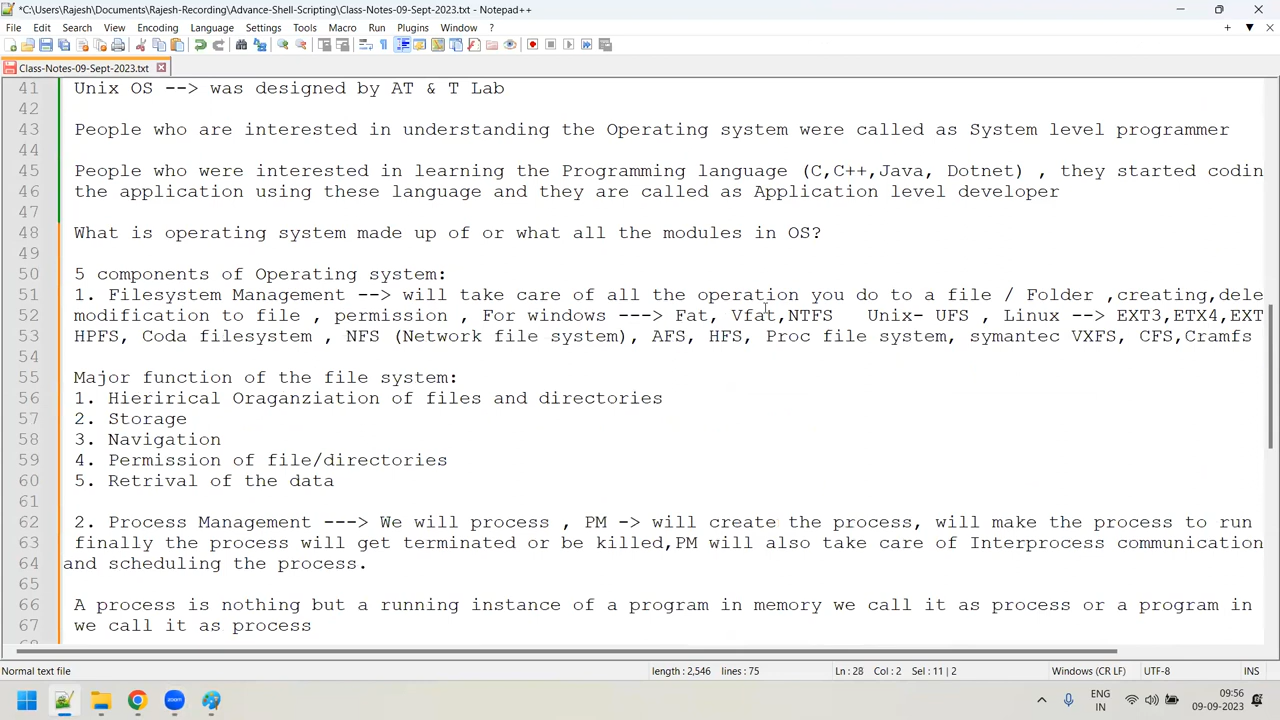 *C:\Users\Rajesh\Documents\Rajesh-Recording\Advance-Shell-Scripting\Class-Notes-09-Sept-2023.txt - Notepad++
File Edit Search View Encoding Language Settings Tools Macro Run Plugins Window ?
Class-Notes-09-Sept-2023.txt
41 Unix OS --> was designed by AT & T Lab
42
43 People who are interested in understanding the Operating system were called as System level programmer
44
45 People who were interested in learning the Programming language (C,C++,Java, Dotnet) , they started codin
46 the application using these language and they are called as Application level developer
47
48 What is operating system made up of or what all the modules in OS?
49
50 5 components of Operating system:
51 1. Filesystem Management --> will take care of all the operation you do to a file / Folder ,creating,dele
52 modification to file , permission , For windows ---> Fat, Vfat,NTFS Unix- UFS , Linux --> EXT3,ETX4,EXT
53 HPFS, Coda filesystem , NFS (Network file system), AFS, HFS, Proc file system, symantec VXFS, CFS,Cramfs
54
55 Major function of the file system:
56 1. Hierirical Oraganziation of files and directories
57 2. Storage
58 3. Navigation
59 4. Permission of file/directories
60 5. Retrival of the data
61
62 2. Process Management ---> We will process , PM -> will create the process, will make the process to run
63 finally the process will get terminated or be killed,PM will also take care of Interprocess communication
64 and scheduling the process.
65
66 A process is nothing but a running instance of a program in memory we call it as process or a program in
67 we call it as process
Normal text file length : 2,546 lines : 75 Ln : 28 Col : 2 Sel : 11 | 2 Windows (CR LF) UTF-8 INS
zoom
ENG
IN
09:56
09-09-2023